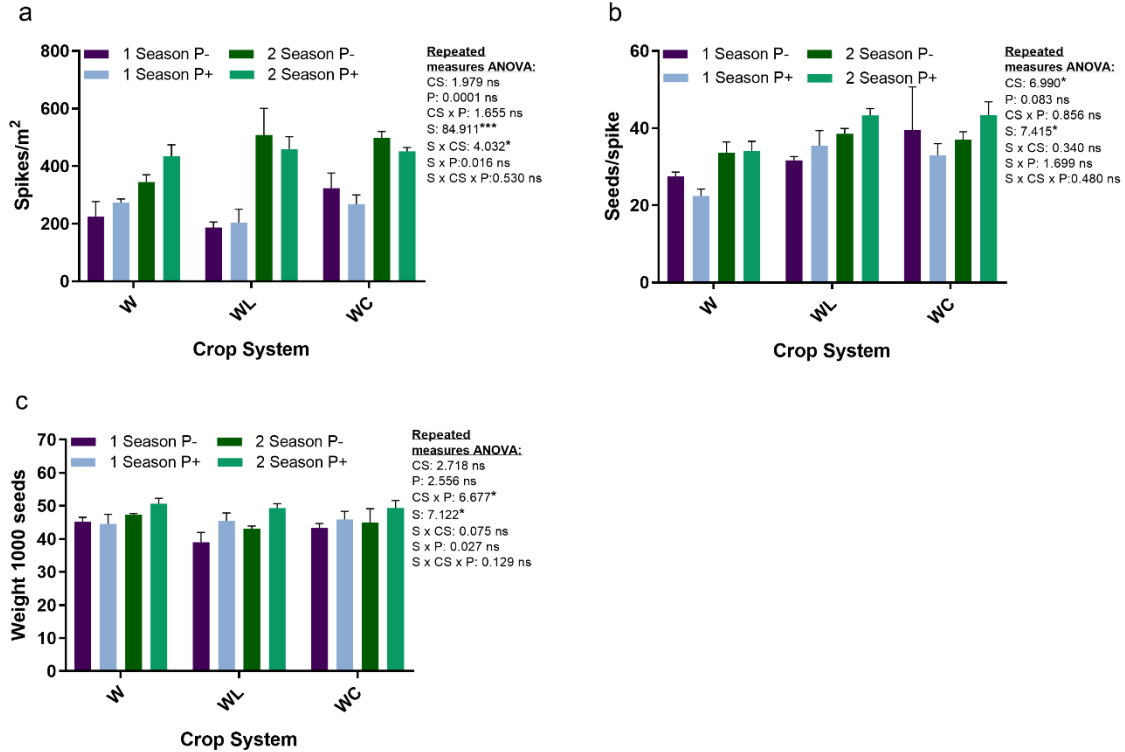 a
1 Season P-
2 Season P-
1 Season P+
2 Season P+
Repeated
measures ANOVA:
CS: 1.979 ns
P: 0.0001 ns
CS x P: 1.655 ns
S: 84.911***
S x CS: 4.032*
S x P:0.016 ns
S x CS x P:0.530 ns
800
600
400
200
0
Spikes/m²
W
WL
WC
Crop System
b
1 Season P-
2 Season P-
1 Season P+
2 Season P+
Repeated
measures ANOVA:
CS: 6.990*
P: 0.083 ns
CS x P: 0.856 ns
S: 7.415*
S x CS: 0.340 ns
S x P: 1.699 ns
S x CS x P:0.480 ns
60
40
20
0
Seeds/spike
W
WL
WC
Crop System
c
1 Season P-
2 Season P-
1 Season P+
2 Season P+
Repeated
measures ANOVA:
CS: 2.718 ns
P: 2.556 ns
CS x P: 6.677*
S: 7.122*
S x CS: 0.075 ns
S x P: 0.027 ns
S x CS x P: 0.129 ns
70
60
50
40
30
20
10
0
Weight 1000 seeds
W
WL
WC
Crop System